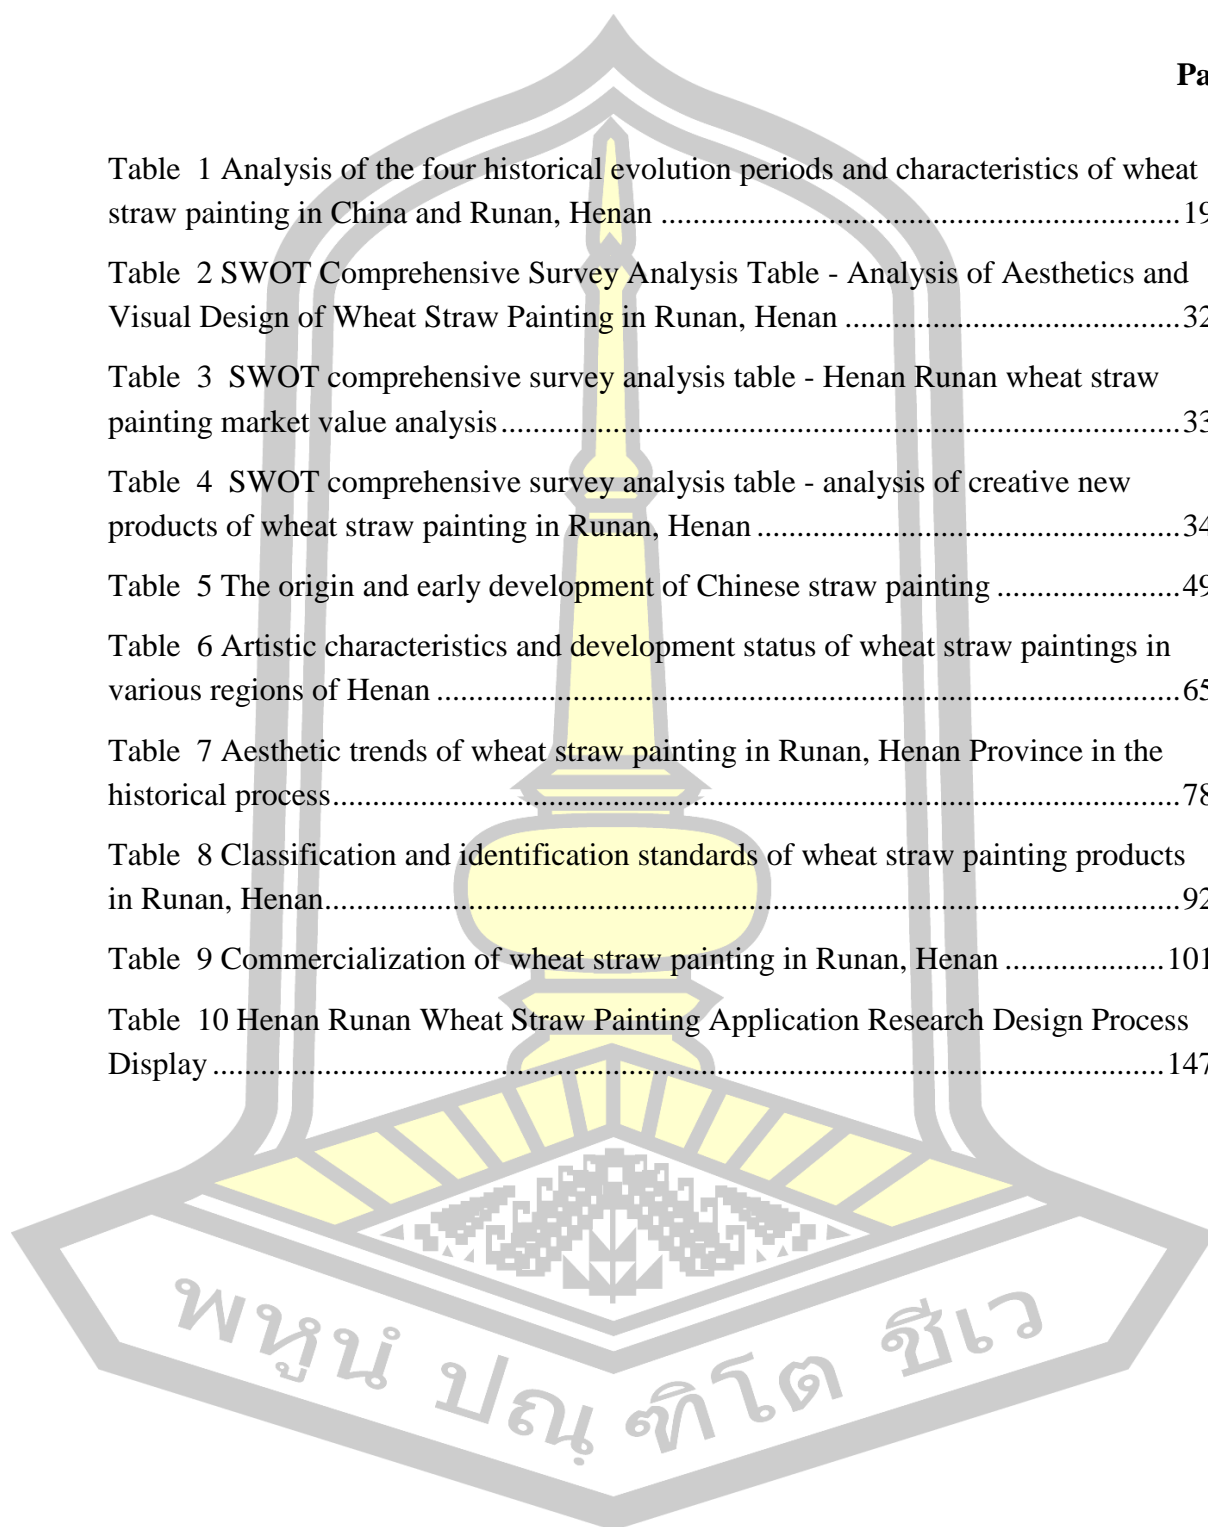 Pa
Table 1 Analysis of the four historical evolution periods and characteristics of wheat
straw painting in China and Runan, Henan ................................................................. 19
Table 2 SWOT Comprehensive Survey Analysis Table - Analysis of Aesthetics and
Visual Design of Wheat Straw Painting in Runan, Henan .......................................... 32
Table 3 SWOT comprehensive survey analysis table - Henan Runan wheat straw
painting market value analysis ..................................................................................... 33
Table 4 SWOT comprehensive survey analysis table - analysis of creative new
products of wheat straw painting in Runan, Henan ..................................................... 34
Table 5 The origin and early development of Chinese straw painting ....................... 49
Table 6 Artistic characteristics and development status of wheat straw paintings in
various regions of Henan ............................................................................................. 65
Table 7 Aesthetic trends of wheat straw painting in Runan, Henan Province in the
historical process .......................................................................................................... 78
Table 8 Classification and identification standards of wheat straw painting products
in Runan, Henan ........................................................................................................... 92
Table 9 Commercialization of wheat straw painting in Runan, Henan .................... 101
Table 10 Henan Runan Wheat Straw Painting Application Research Design Process
Display ....................................................................................................................... 147
พหูนํ ปณฺฑิโต ชีเว